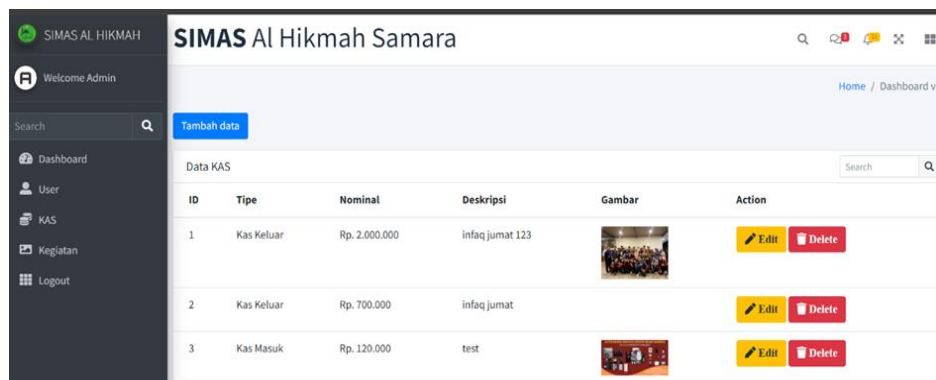 SIMAS AL HIKMAH
SIMAS Al Hikmah Samara
3
Welcome Admin
Home / Dashboard v
Search
Tambah data
Dashboard
User
KAS
Kegiatan
Logout
Data KAS
Search
ID Tipe Nominal Deskripsi Gambar Action
1 Kas Keluar Rp. 2.000.000 infaq jumat 123 Edit Delete
2 Kas Keluar Rp. 700.000 infaq jumat Edit Delete
3 Kas Masuk Rp. 120.000 test Edit Delete